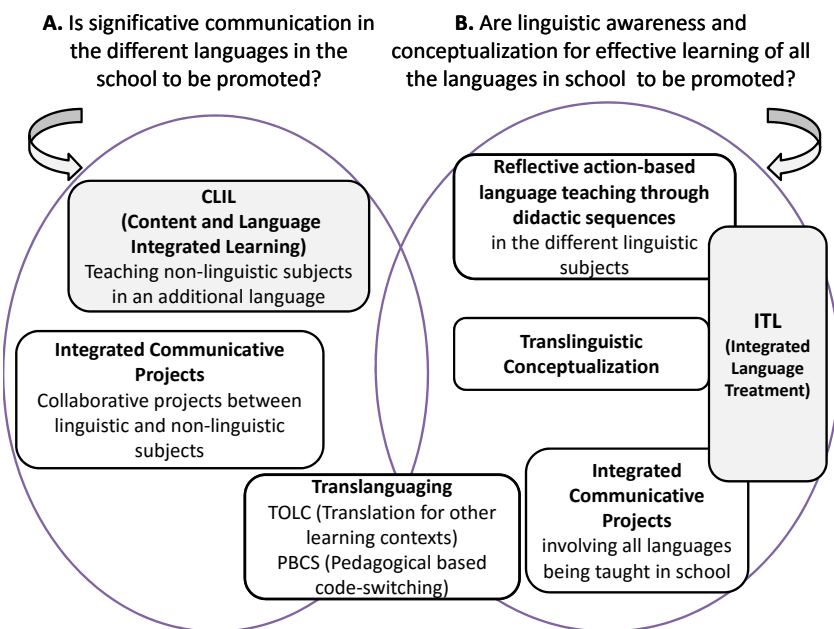 A. Is significative communication in
the different languages in the
school to be promoted?
B. Are linguistic awareness and
conceptualization for effective learning of all
the languages in school to be promoted?
CLIL
(Content and Language
Integrated Learning)
Teaching non-linguistic subjects
in an additional language
Integrated Communicative
Projects
Collaborative projects between
linguistic and non-linguistic
subjects
Translanguaging
TOLC (Translation for other
learning contexts)
PBCS (Pedagogical based
code-switching)
Reflective action-based
language teaching through
didactic sequences
in the different linguistic
subjects
Translinguistic
Conceptualization
Integrated
Communicative
Projects
involving all languages
being taught in school
ITL
(Integrated
Language
Treatment)